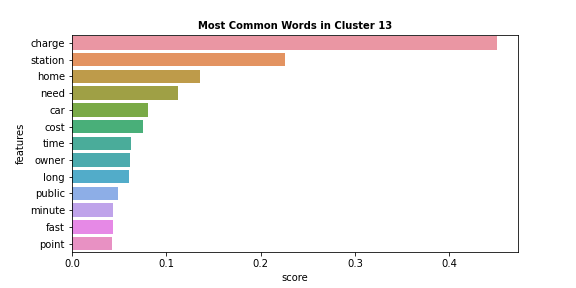 Most Common Words in Cluster 13
charge
station
home
need
car
cost
time
owner
long
public
minute
fast
point
features
0.0 0.1 0.2 0.3 0.4
score